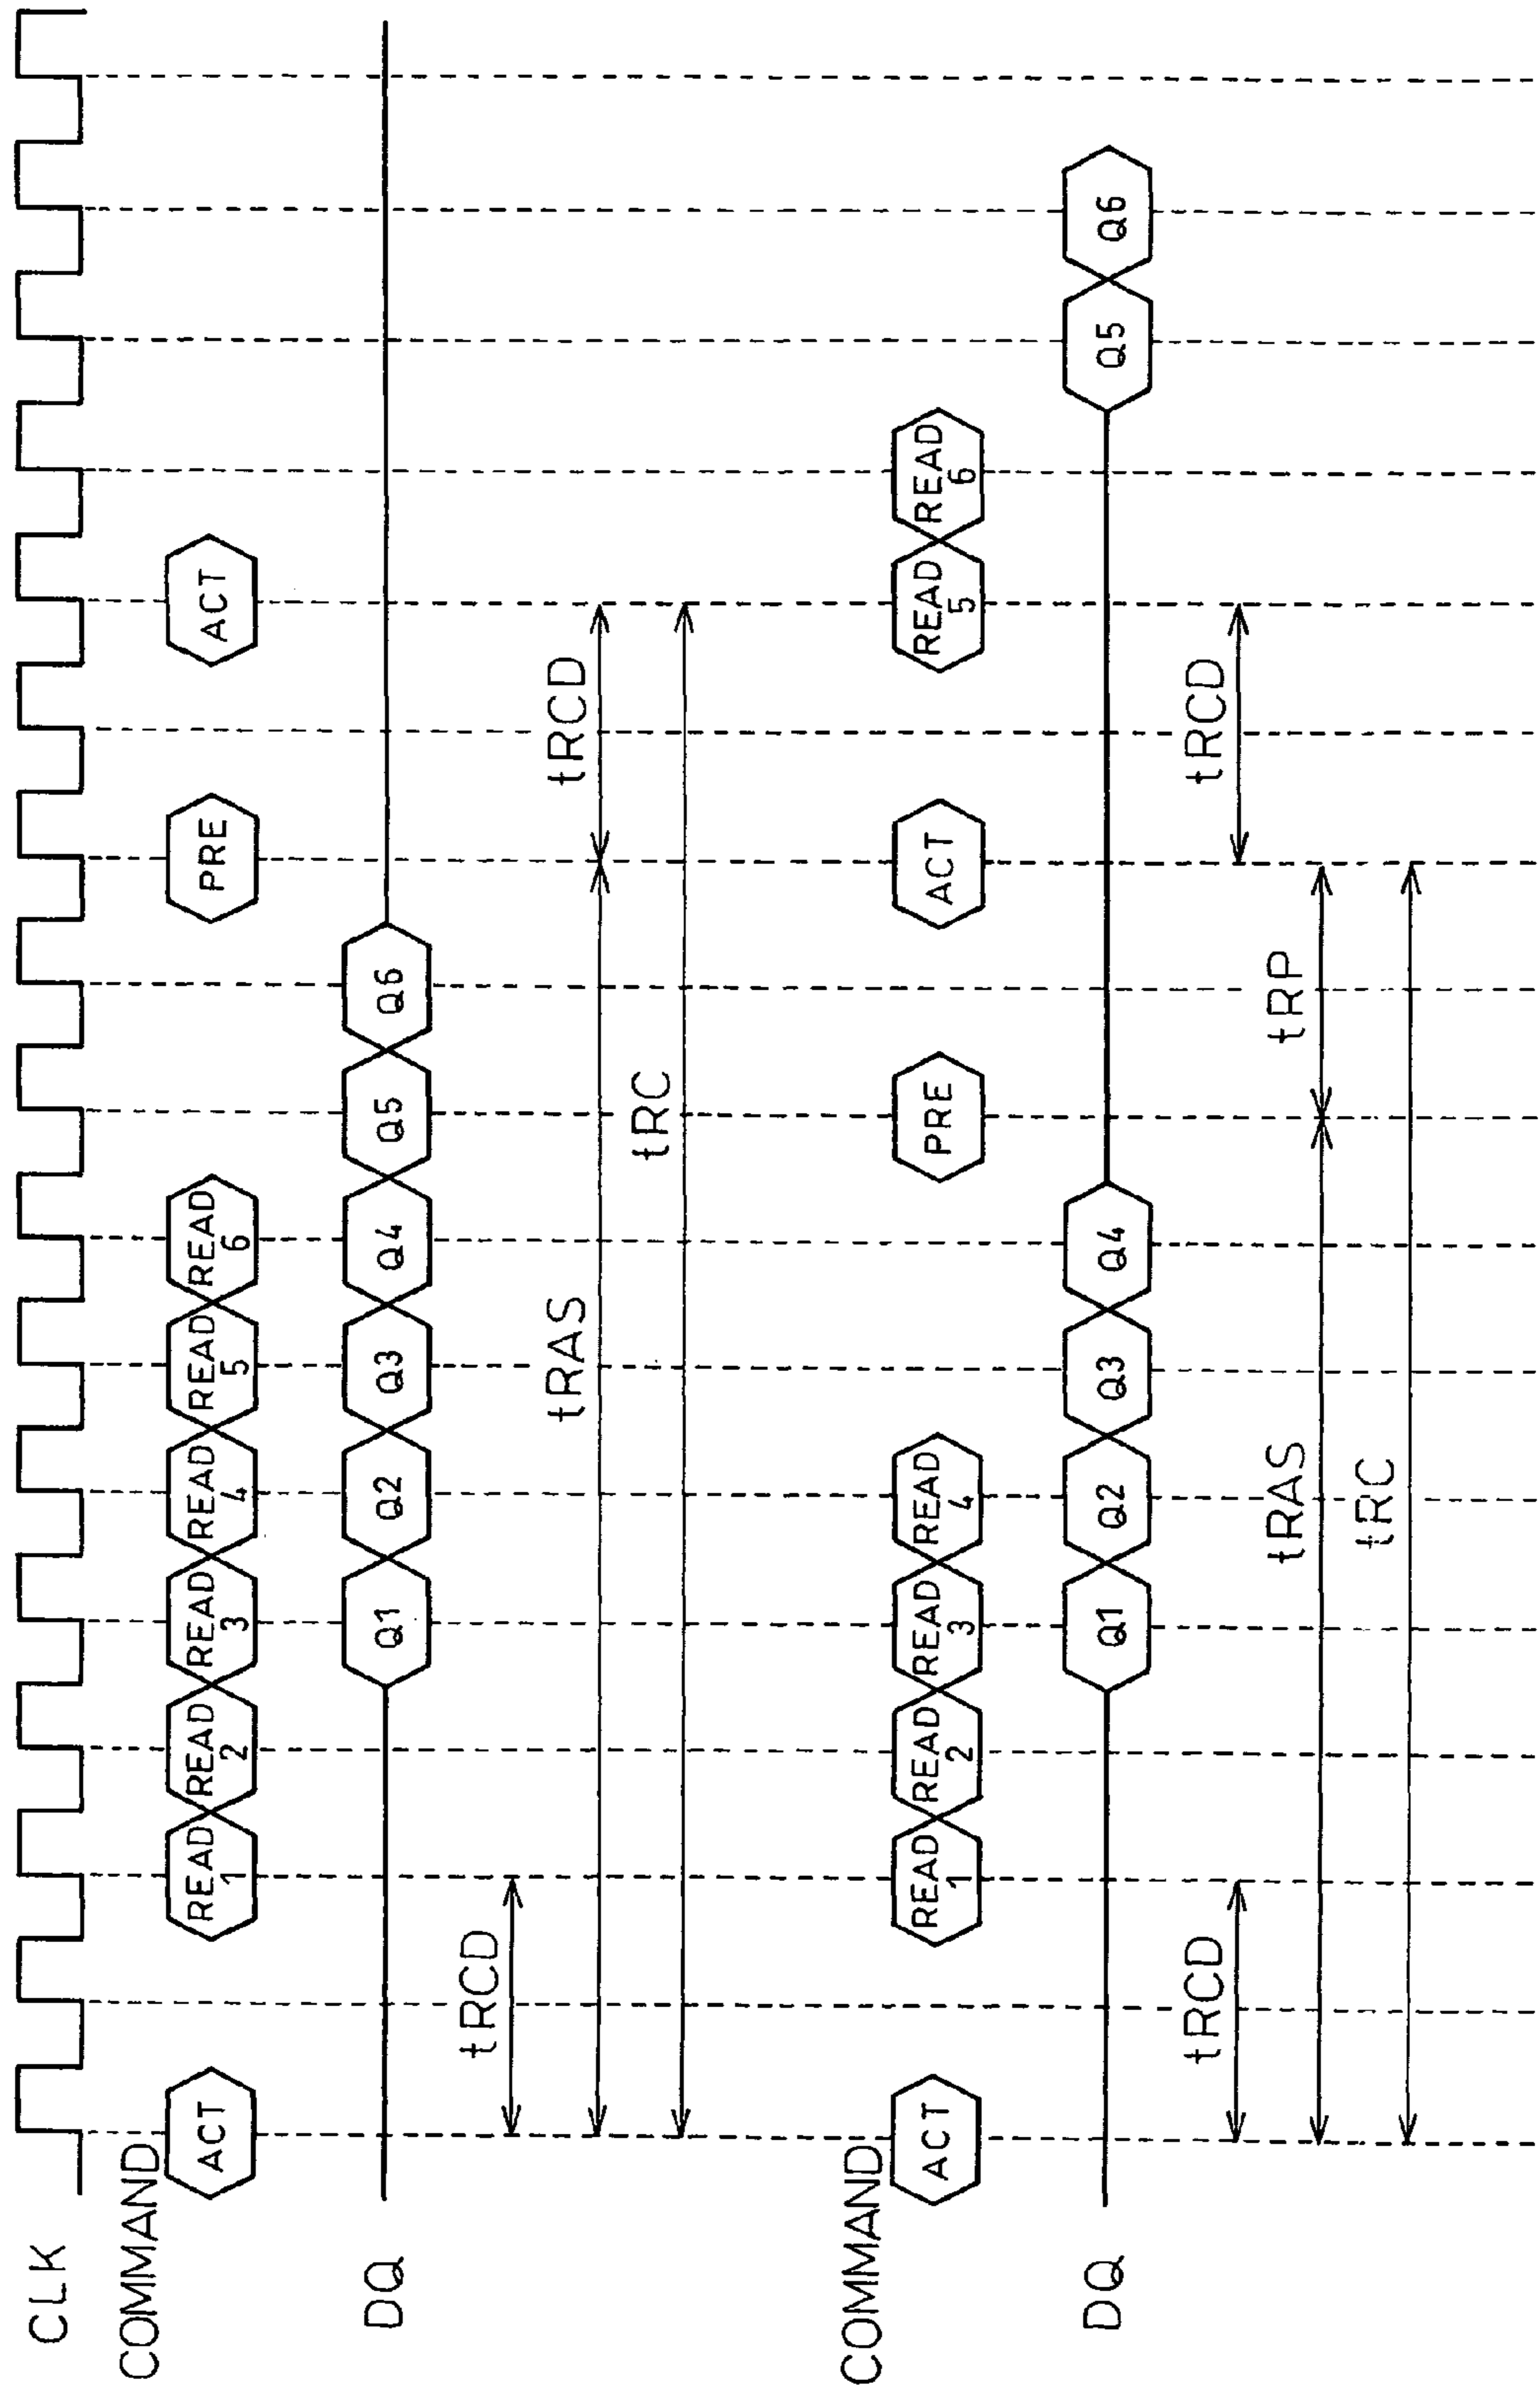 CLK
COMMAND
ACT READ 1 READ 2 READ 3 READ 4 READ 5 READ 6 PRE ACT
DQ
Q1 Q2 Q3 Q4 Q5 Q6
tRCD
tRAS tRCD
tRC
COMMAND
ACT READ 1 READ 2 READ 3 READ 4 PRE ACT READ 5 READ 6
DQ
Q1 Q2 Q3 Q4 Q5 Q6
tRCD tRCD
tRAS tRP
tRC